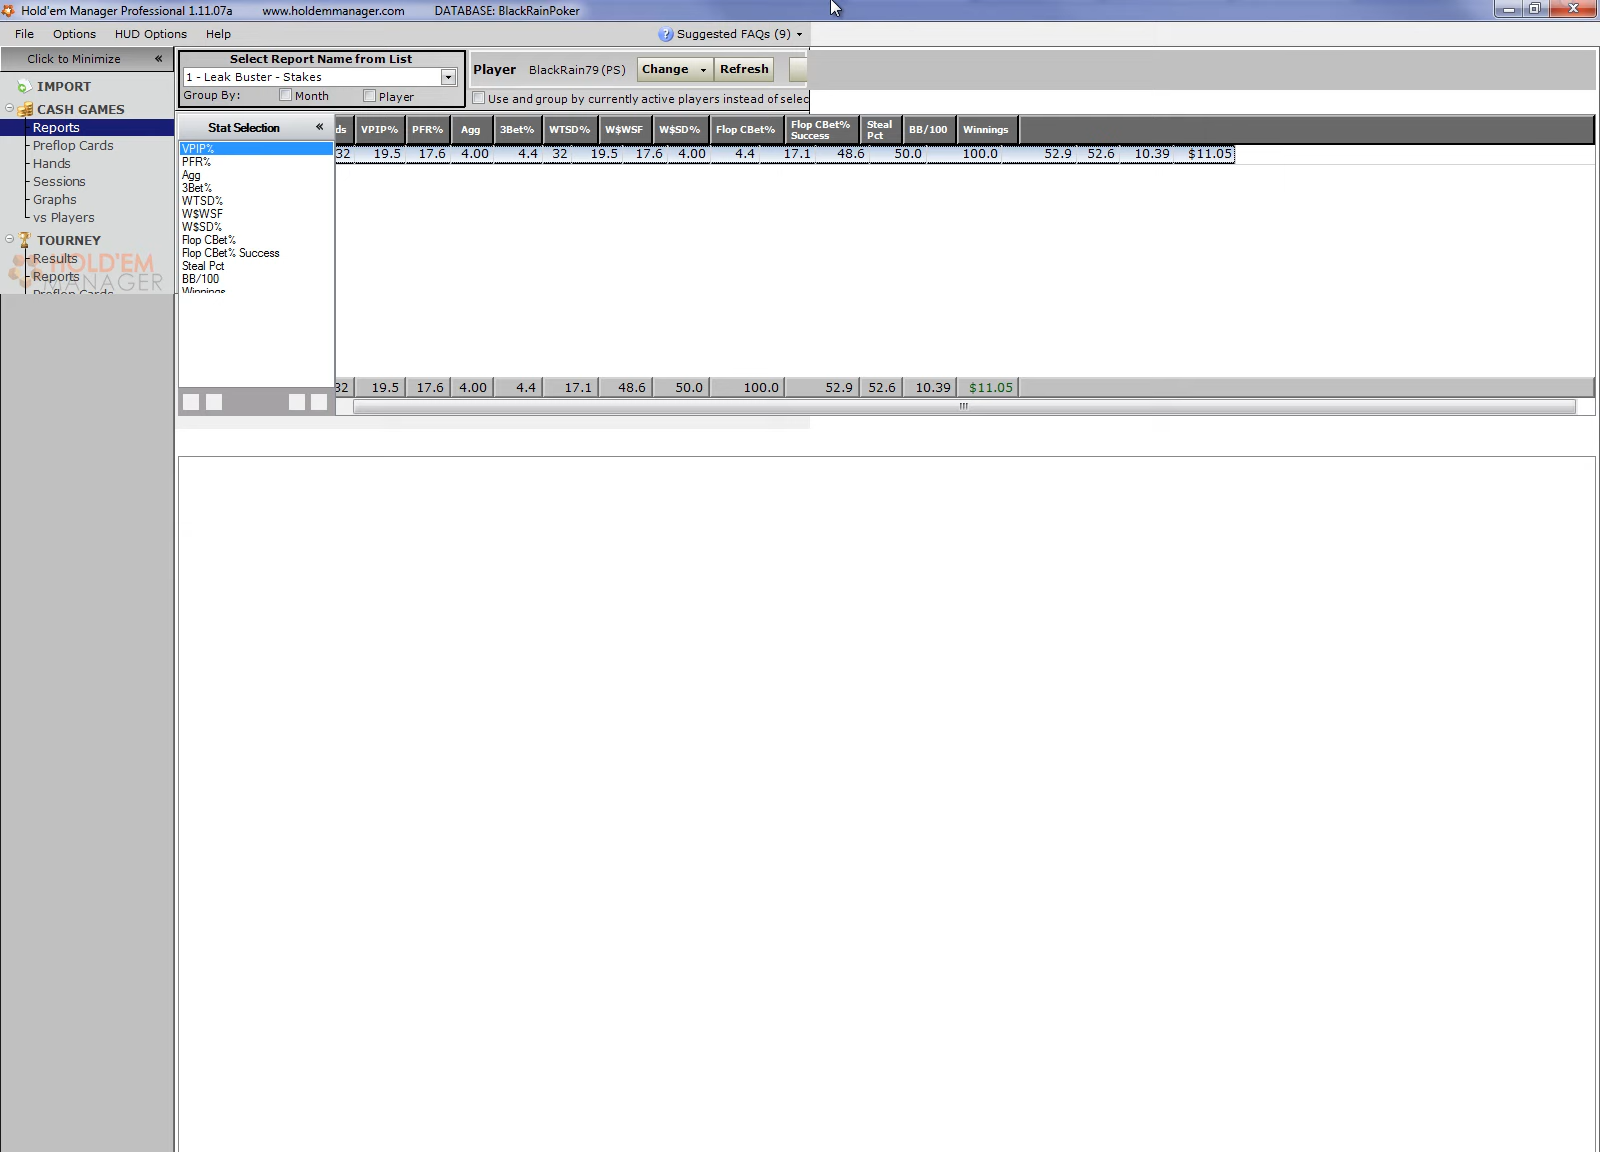 Hold'em Manager Professional 1.11.07a www.holdemmanager.com DATABASE: BlackRainPoker
File Options HUD Options Help Suggested FAQs (9)
Click to Minimize «
IMPORT
CASH GAMES
Reports
Preflop Cards
Hands
Sessions
Graphs
vs Players
TOURNEY
Results
Reports
Preflop Cards
HOLD'EM
MANAGER
Select Report Name from List
1 - Leak Buster - Stakes
Group By: Month Player
Player BlackRain79 (PS) Change Refresh
Use and group by currently active players instead of selec
Stat Selection «
VPIP%
PFR%
Agg
3Bet%
WTSD%
W$WSF
W$SD%
Flop CBet%
Flop CBet% Success
Steal Pct
BB/100
Winnings
ds VPIP% PFR% Agg 3Bet% WTSD% W$WSF W$SD% Flop CBet% Flop CBet% Success Steal Pct BB/100 Winnings
32 19.5 17.6 4.00 4.4 32 19.5 17.6 4.00 4.4 17.1 48.6 50.0 100.0 52.9 52.6 10.39 $11.05
32 19.5 17.6 4.00 4.4 17.1 48.6 50.0 100.0 52.9 52.6 10.39 $11.05